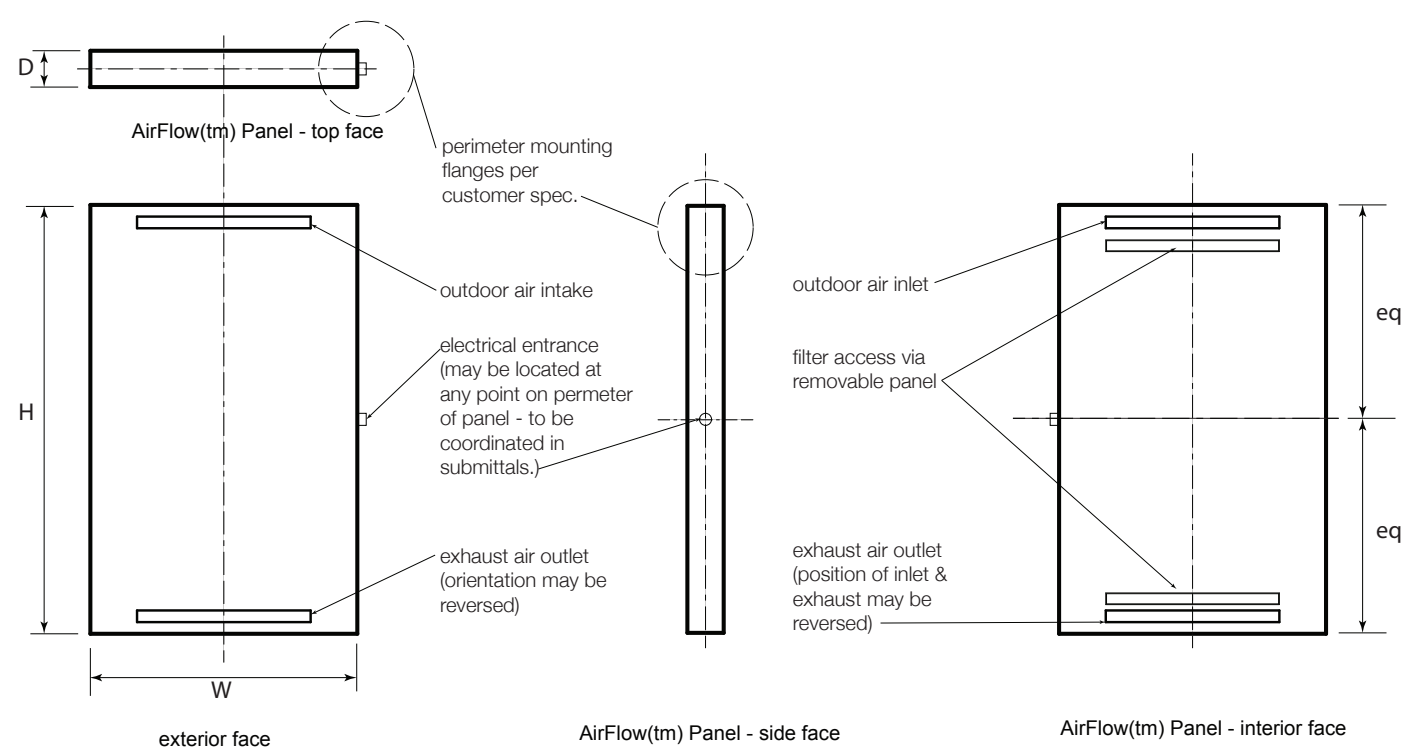 D
AirFlow(tm) Panel - top face
perimeter mounting
flanges per
customer spec.
outdoor air intake
electrical entrance
(may be located at
any point on permeter
of panel - to be
coordinated in
submittals.)
H
exhaust air outlet
(orientation may be
reversed)
W
exterior face
AirFlow(tm) Panel - side face
outdoor air inlet
filter access via
removable panel
exhaust air outlet
(position of inlet &
exhaust may be
reversed)
eq
eq
AirFlow(tm) Panel - interior face